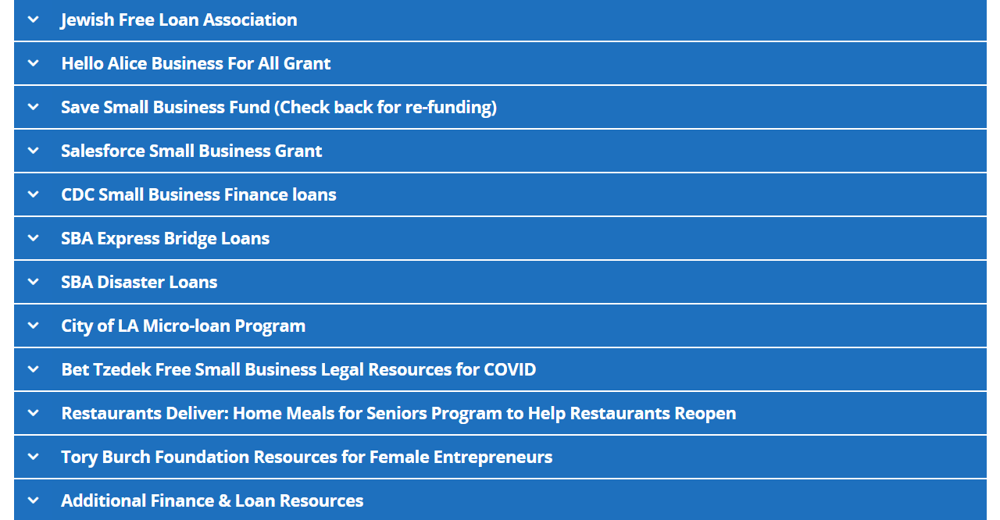 Jewish Free Loan Association
Hello Alice Business For All Grant
Save Small Business Fund (Check back for re-funding)
Salesforce Small Business Grant
CDC Small Business Finance loans
SBA Express Bridge Loans
SBA Disaster Loans
City of LA Micro-loan Program
Bet Tzedek Free Small Business Legal Resources for COVID
Restaurants Deliver: Home Meals for Seniors Program to Help Restaurants Reopen
Tory Burch Foundation Resources for Female Entrepreneurs
Additional Finance & Loan Resources